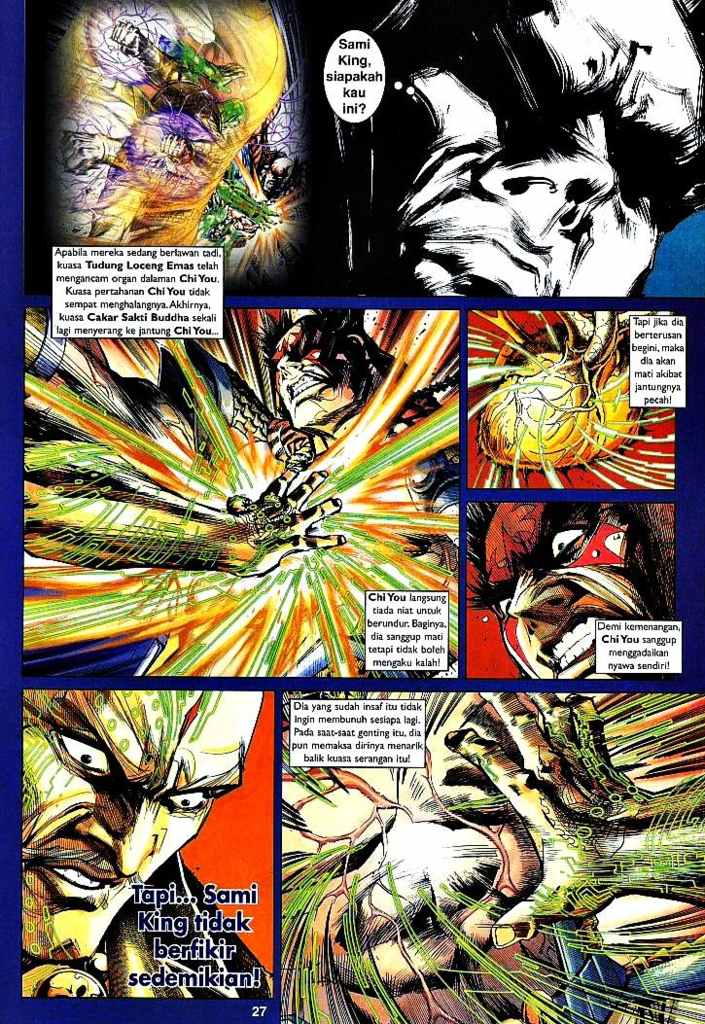 Sami
King,
siapakah
kau
ini?
Apabila mereka sedang berlawan tadi,
kuasa Tudung Loceng Emas telah
mengancam organ dalaman Chi You.
Kuasa pertahanan Chi You tidak
sempat menghalangnya. Akhirnya,
kuasa Cakar Sakti Buddha sekali
lagi menyerang ke jantung Chi You...
Tapi jika dia
berterusan
begini, maka
dia akan
mati akibat
jantungnya
pecah!
Chi You langsung
tiada niat untuk
berundur. Baginya,
dia sanggup mati
tetapi tidak boleh
mengaku kalah!
Demi kemenangan,
Chi You sanggup
menggadaikan
nyawa sendiri!
Tapi... Sami
King tidak
berfikir
sedemikian!
Dia yang sudah insaf itu tidak
Ingin membunuh sesiapa lagi.
Pada saat-saat genting itu, dia
pun memaksa dirinya menarik
balik kuasa serangan itu!
27